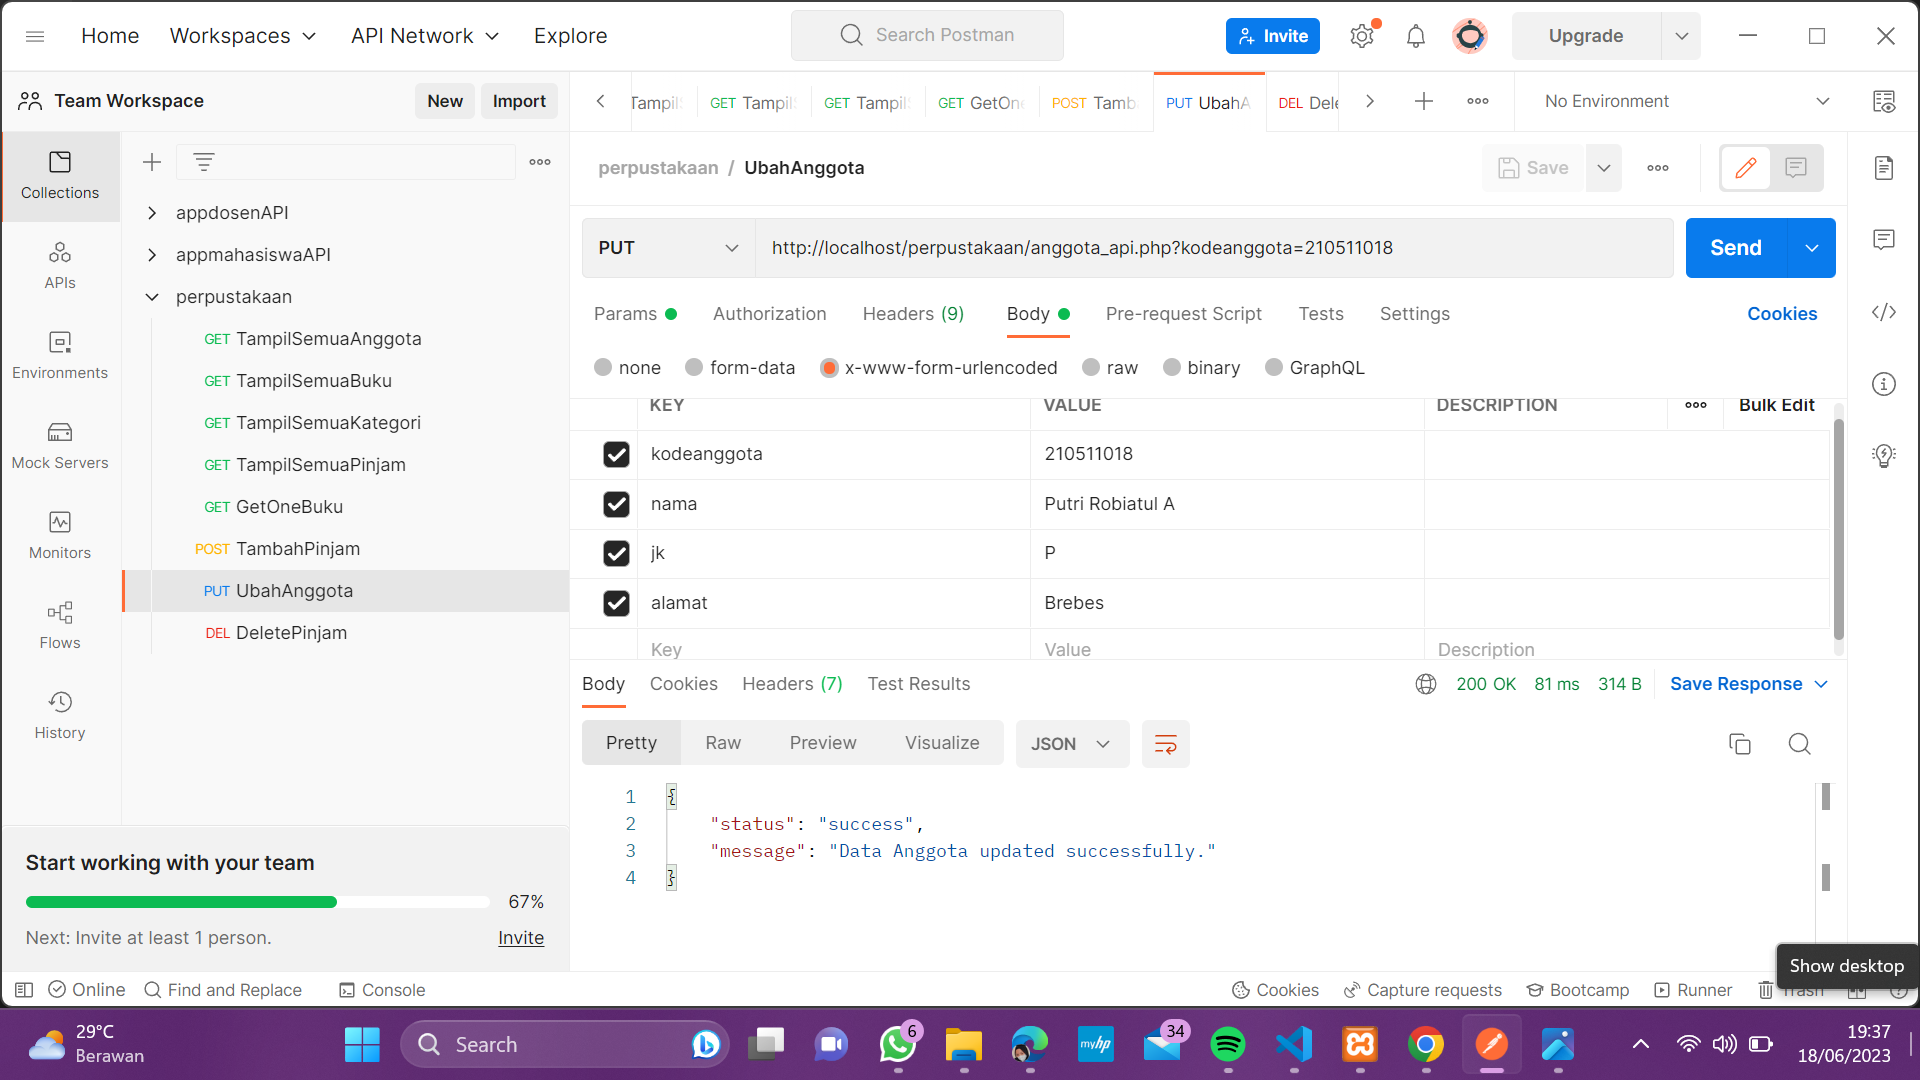 Home Workspaces API Network Explore Search Postman Invite Upgrade
Team Workspace New Import
GET Tampil GET Tampil GET GetOne POST Tamb PUT UbahA DEL Dele No Environment
perpustakaan / UbahAnggota Save
Collections
APIs
Environments
Mock Servers
Monitors
Flows
History
appdosenAPI
appmahasiswaAPI
perpustakaan
GET TampilSemuaAnggota
GET TampilSemuaBuku
GET TampilSemuaKategori
GET TampilSemuaPinjam
GET GetOneBuku
POST TambahPinjam
PUT UbahAnggota
DEL DeletePinjam
PUT http://localhost/perpustakaan/anggota_api.php?kodeanggota=210511018 Send
Params Authorization Headers (9) Body Pre-request Script Tests Settings Cookies
none form-data x-www-form-urlencoded raw binary GraphQL
KEY VALUE DESCRIPTION Bulk Edit
kodeanggota 210511018
nama Putri Robiatul A
jk P
alamat Brebes
Key Value Description
Body Cookies Headers (7) Test Results 200 OK 81 ms 314 B Save Response
Pretty Raw Preview Visualize JSON
1 {
2 "status": "success",
3 "message": "Data Anggota updated successfully."
4 }
Start working with your team
67%
Next: Invite at least 1 person. Invite
Show desktop
Online Find and Replace Console Cookies Capture requests Bootcamp Runner Trash
29°C
Berawan
Search
6
myhp
34
19:37
18/06/2023